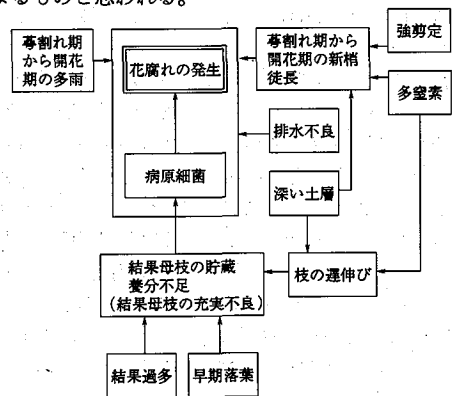 るものと思われる。
蕚割れ期
から開花
期の多雨
花腐れの発生
蕚割れ期から
開花期の新梢
徒長
強剪定
多窒素
排水不良
病原細菌
深い土層
結果母枝の貯蔵
養分不足
(結果母枝の充実不良)
枝の遅伸び
結果過多
早期落葉